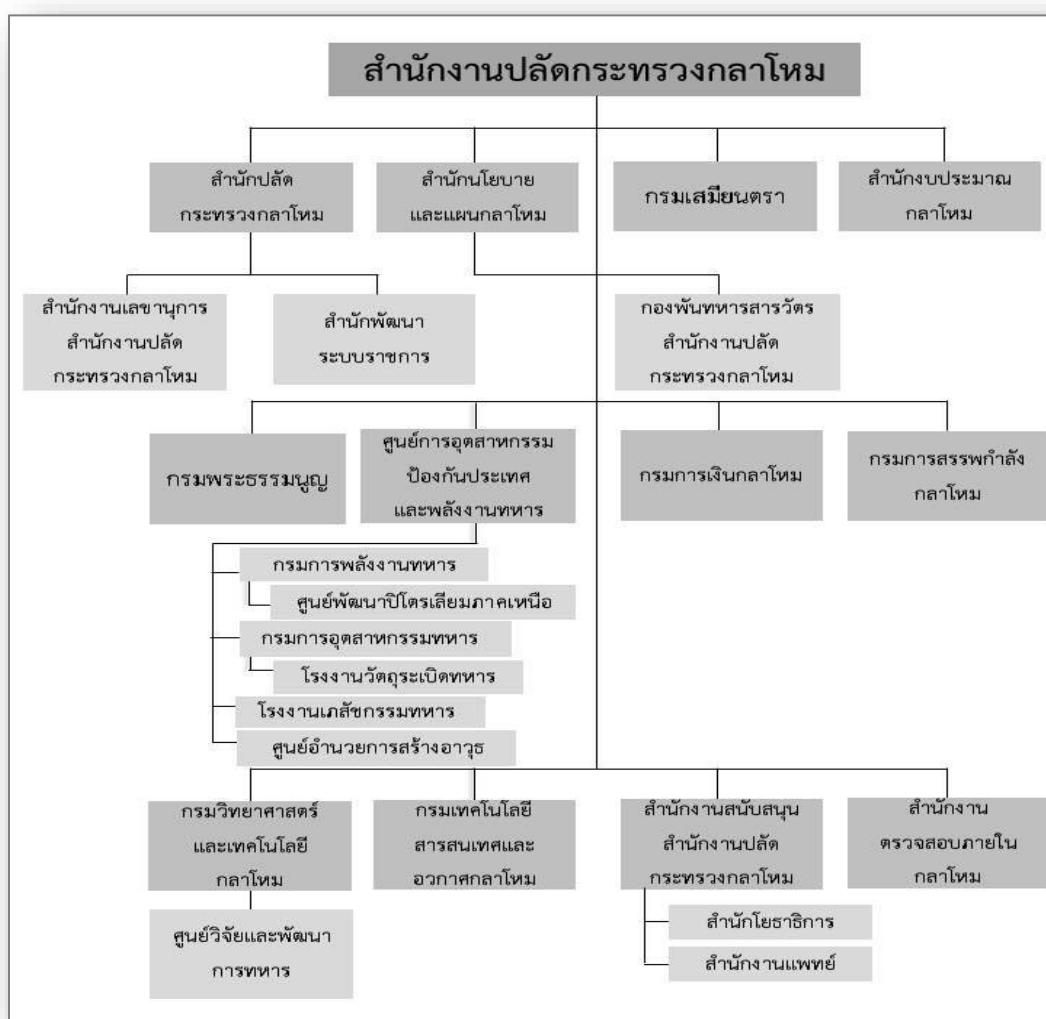 สำนักงานปลัดกระทรวงกลาโหม
สำนักปลัด
กระทรวงกลาโหม
สำนักนโยบาย
และแผนกลาโหม
กรมเสมียนตรา
สำนักงบประมาณ
กลาโหม
สำนักงานเลขานุการ
สำนักงานปลัด
กระทรวงกลาโหม
สำนักพัฒนา
ระบบราชการ
กองพันทหารสารวัตร
สำนักงานปลัด
กระทรวงกลาโหม
กรมพระธรรมนูญ
ศูนย์การอุตสาหกรรม
ป้องกันประเทศ
และพลังงานทหาร
กรมการเงินกลาโหม
กรมการสรรพกำลัง
กลาโหม
กรมการพลังงานทหาร
ศูนย์พัฒนาปิโตรเลียมภาคเหนือ
กรมการอุตสาหกรรมทหาร
โรงงานวัตถุระเบิดทหาร
โรงงานเภสัชกรรมทหาร
ศูนย์อำนวยการสร้างอาวุธ
กรมวิทยาศาสตร์
และเทคโนโลยี
กลาโหม
กรมเทคโนโลยี
สารสนเทศและ
อวกาศกลาโหม
สำนักงานสนับสนุน
สำนักงานปลัด
กระทรวงกลาโหม
สำนักงาน
ตรวจสอบภายใน
กลาโหม
ศูนย์วิจัยและพัฒนา
การทหาร
สำนักโยธาธิการ
สำนักงานแพทย์